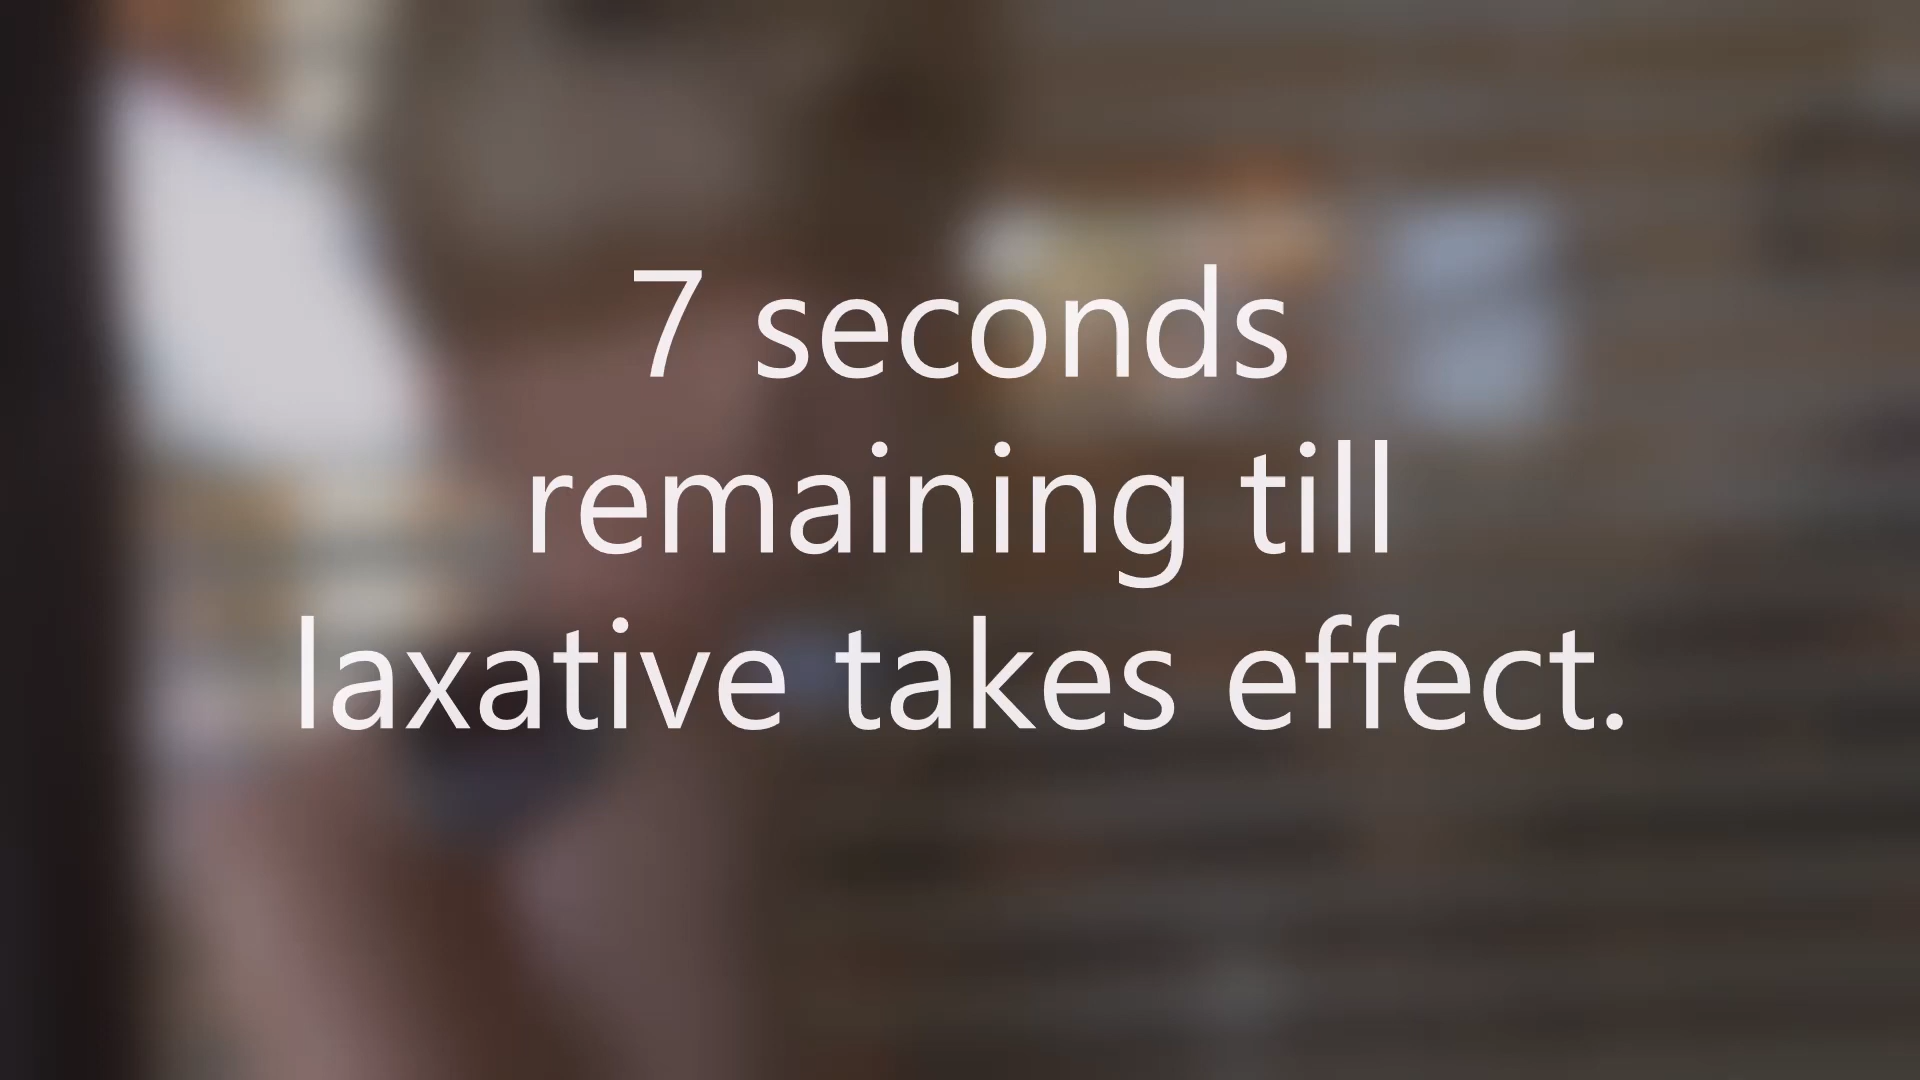 7 seconds
remaining till
laxative takes effect.